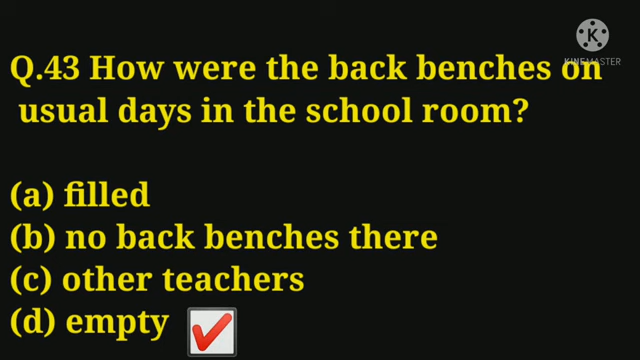 K
KINEMASTER
Q.43 How were the back benches on
usual days in the school room?
(a) filled
(b) no back benches there
(c) other teachers
(d) empty